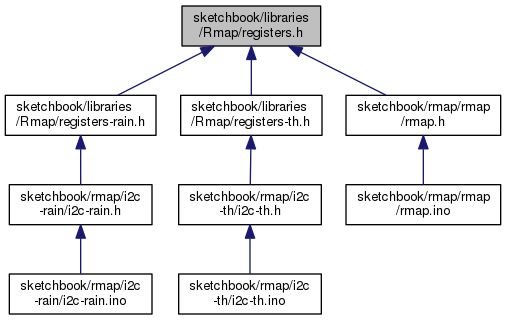 sketchbook/libraries
/Rmap/registers.h
sketchbook/libraries
/Rmap/registers-rain.h
sketchbook/libraries
/Rmap/registers-th.h
sketchbook/rmap/rmap
/rmap.h
sketchbook/rmap/i2c
-rain/i2c-rain.h
sketchbook/rmap/i2c
-th/i2c-th.h
sketchbook/rmap/rmap
/rmap.ino
sketchbook/rmap/i2c
-rain/i2c-rain.ino
sketchbook/rmap/i2c
-th/i2c-th.ino